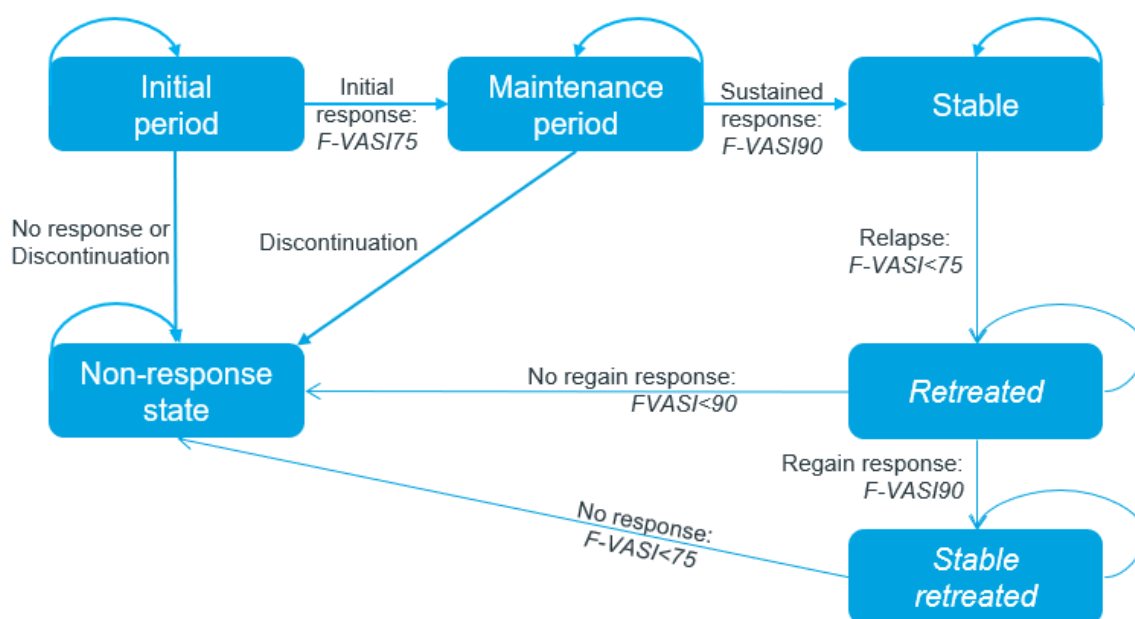 Initial
period
Initial
response:
F-VASI75
Maintenance
period
Sustained
response:
F-VASI90
Stable
No response or
Discontinuation
Discontinuation
Relapse:
F-VASI<75
Non-response
state
No regain response:
FVASI<90
Retreated
Regain response:
F-VASI90
No response:
F-VASI<75
Stable
retreated